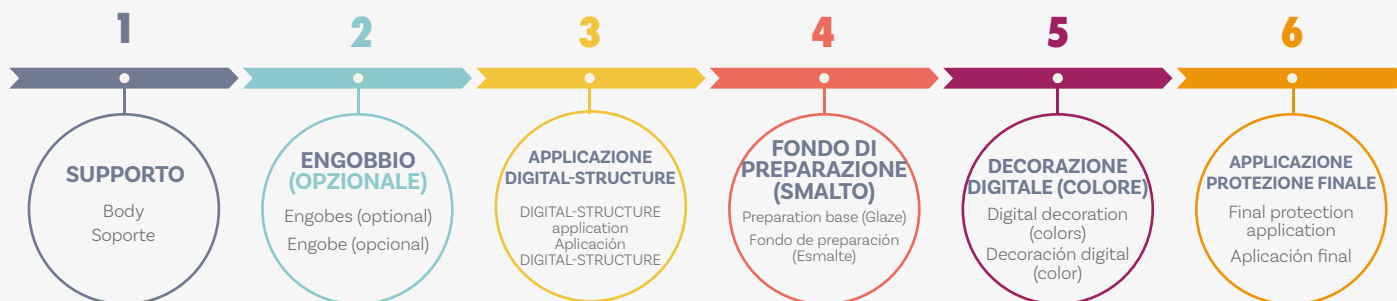 1
SUPPORTO
Body
Soporte
2
ENGOBBIO
(OPZIONALE)
Engobes (optional)
Engobe (opcional)
3
APPLICAZIONE
DIGITAL-STRUCTURE
DIGITAL-STRUCTURE
application
Aplicación
DIGITAL-STRUCTURE
4
FONDO DI
PREPARAZIONE
(SMALTO)
Preparation base (Glaze)
Fondo de preparación
(Esmalte)
5
DECORAZIONE
DIGITALE (COLORE)
Digital decoration
(colors)
Decoración digital
(color)
6
APPLICAZIONE
PROTEZIONE FINALE
Final protection
application
Aplicación final